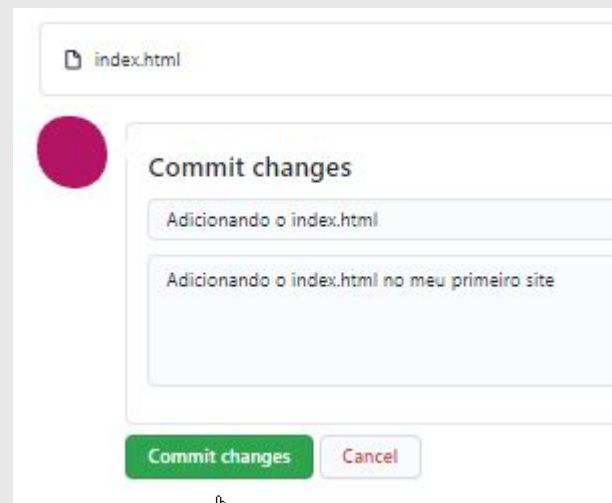 index.html
Commit changes
Adicionando o index.html
Adicionando o index.html no meu primeiro site
Commit changes Cancel